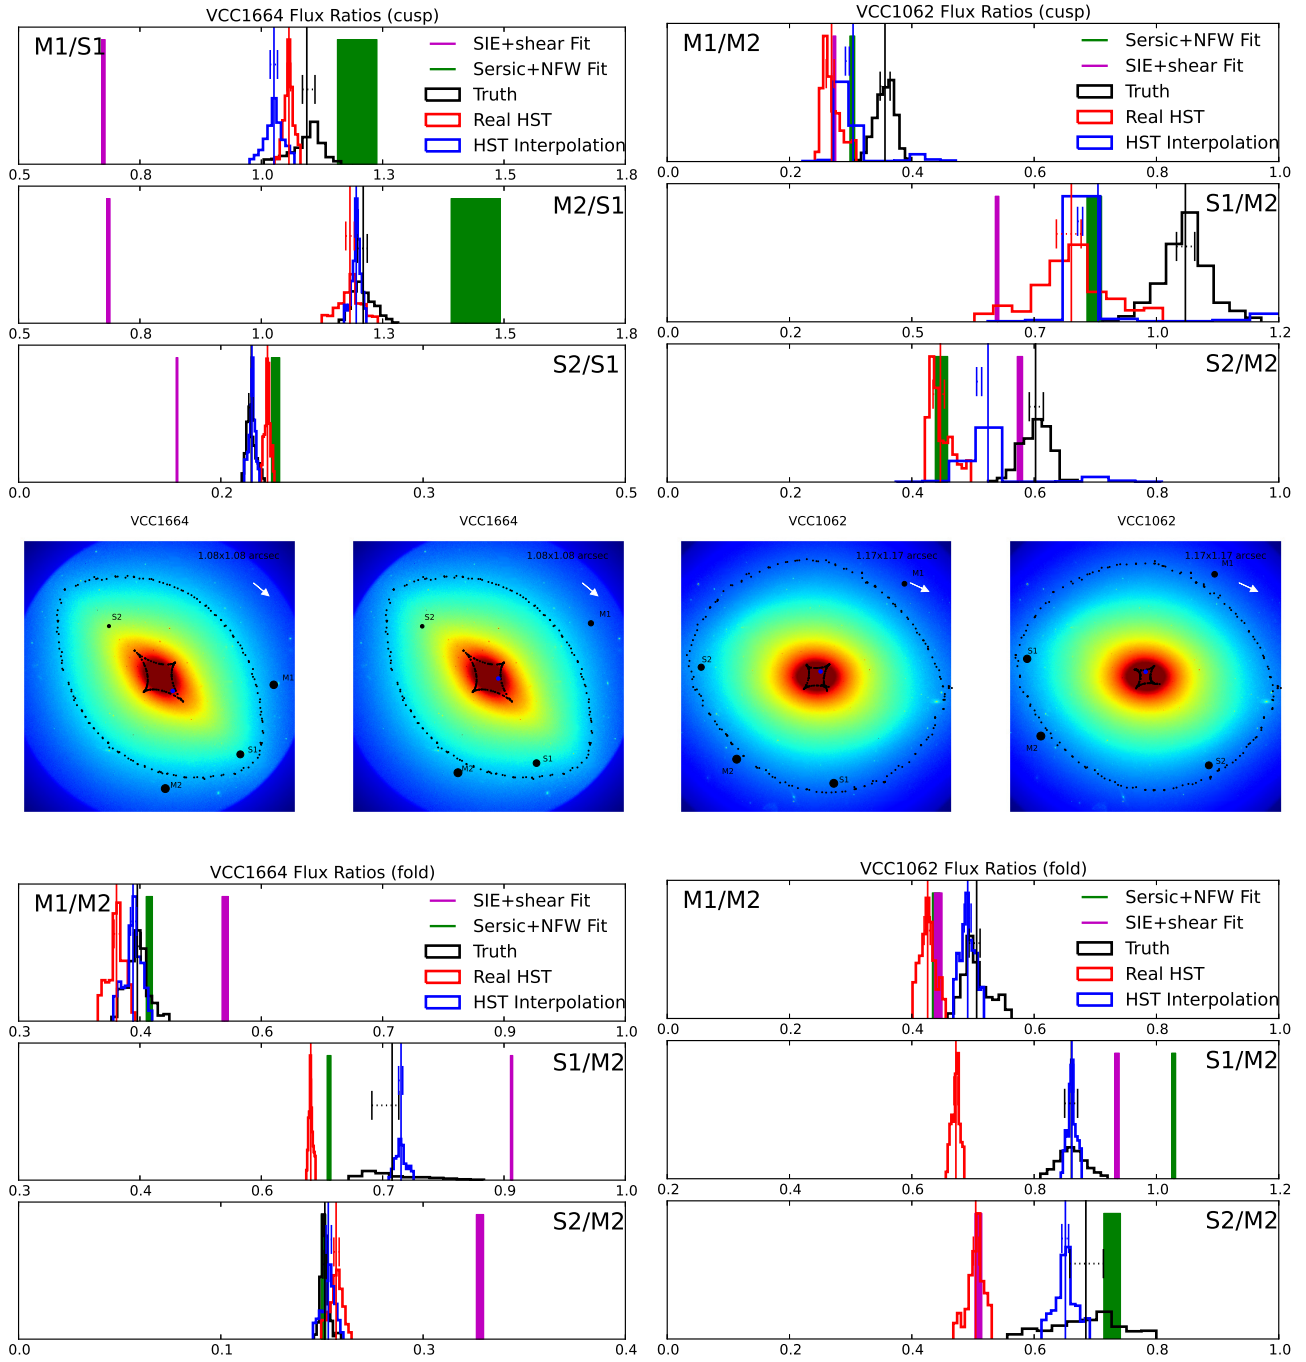 VCC1664 Flux Ratios (cusp)
M1/S1
SIE+shear Fit
Sersic+NFW Fit
Truth
Real HST
HST Interpolation
0.5 0.8 1.0 1.3 1.5 1.8
M2/S1
0.5 0.8 1.0 1.3 1.5 1.8
S2/S1
0.0 0.2 0.3 0.5
VCC1062 Flux Ratios (cusp)
M1/M2
Sersic+NFW Fit
SIE+shear Fit
Truth
Real HST
HST Interpolation
0.0 0.2 0.4 0.6 0.8 1.0
S1/M2
0.0 0.2 0.5 0.7 1.0 1.2
S2/M2
0.0 0.2 0.4 0.6 0.8 1.0
VCC1664
1.08x1.08 arcsec
S2
M1
S1
M2
VCC1664
1.08x1.08 arcsec
M1
S2
S1
M2
VCC1062
1.17x1.17 arcsec
M1
S2
M2
S1
VCC1062
1.17x1.17 arcsec
M1
S1
M2
S2
VCC1664 Flux Ratios (fold)
M1/M2
SIE+shear Fit
Sersic+NFW Fit
Truth
Real HST
HST Interpolation
0.3 0.4 0.6 0.7 0.9 1.0
S1/M2
0.3 0.4 0.6 0.7 0.9 1.0
S2/M2
0.0 0.1 0.3 0.4
VCC1062 Flux Ratios (fold)
M1/M2
Sersic+NFW Fit
SIE+shear Fit
Truth
Real HST
HST Interpolation
0.0 0.2 0.4 0.6 0.8 1.0
S1/M2
0.2 0.4 0.6 0.8 1.0 1.2
S2/M2
0.0 0.2 0.4 0.6 0.8 1.0